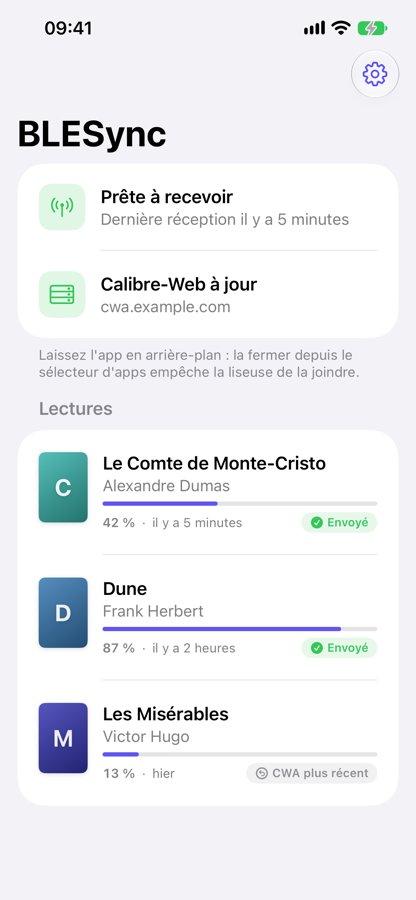 09:41
BLESync
Prête à recevoir
Dernière réception il y a 5 minutes
Calibre-Web à jour
cwa.example.com
Laissez l'app en arrière-plan : la fermer depuis le
sélecteur d'apps empêche la liseuse de la joindre.
Lectures
C
Le Comte de Monte-Cristo
Alexandre Dumas
42 % · il y a 5 minutes
Envoyé
D
Dune
Frank Herbert
87 % · il y a 2 heures
Envoyé
M
Les Misérables
Victor Hugo
13 % · hier
CWA plus récent